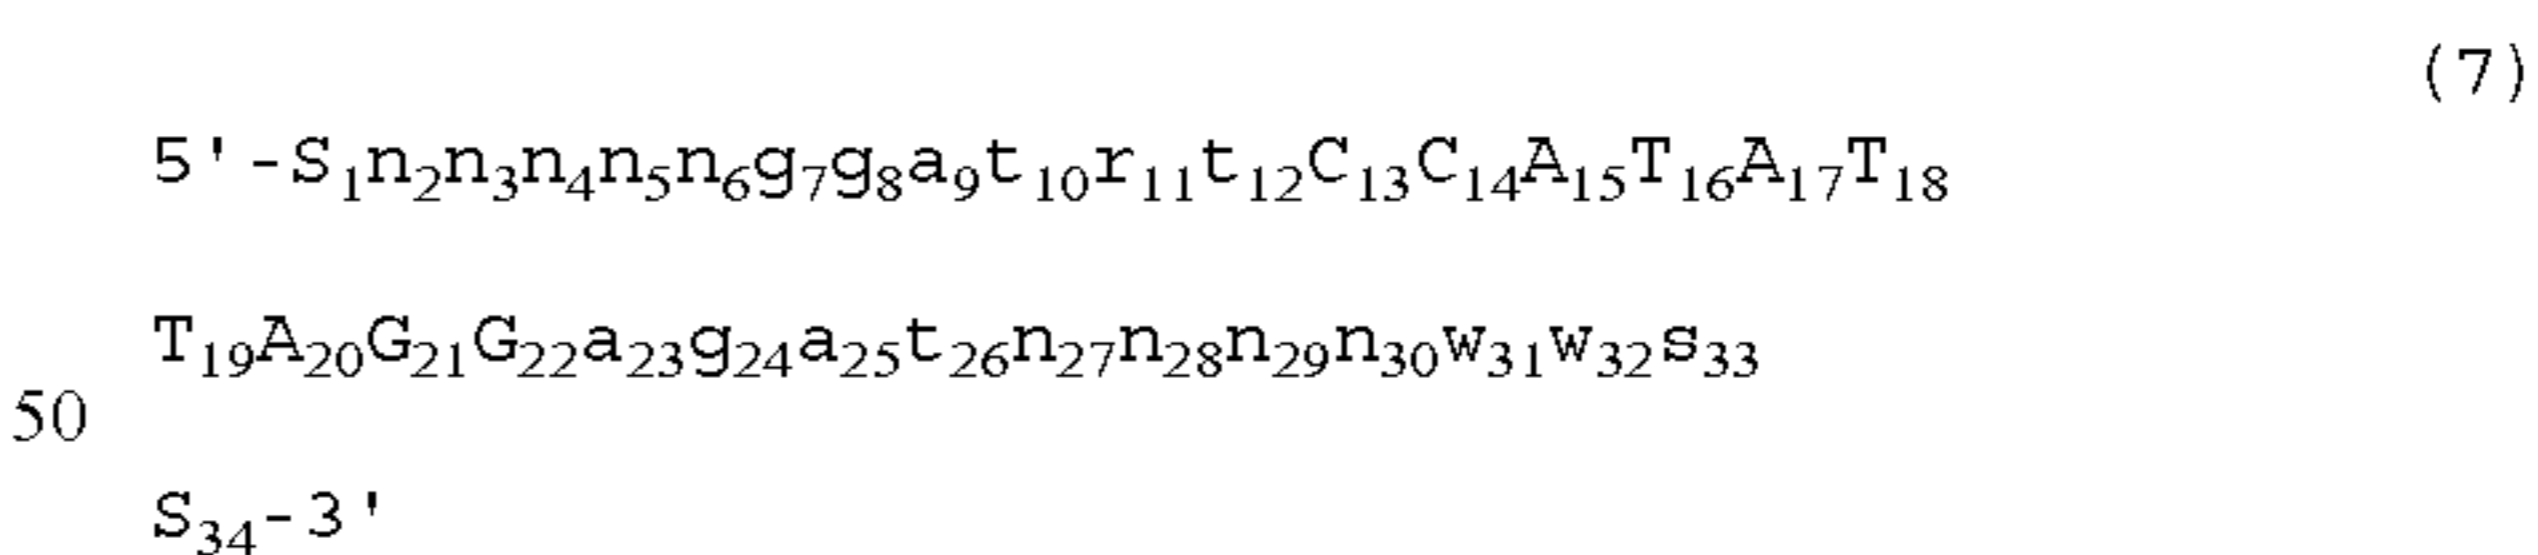 (7)
5'-S₁n₂n₃n₄n₅n₆g₇g₈a₉t₁₀r₁₁t₁₂C₁₃C₁₄A₁₅T₁₆A₁₇T₁₈
T₁₉A₂₀G₂₁G₂₂a₂₃g₂₄a₂₅t₂₆n₂₇n₂₈n₂₉n₃₀w₃₁w₃₂s₃₃
50
S₃₄-3'